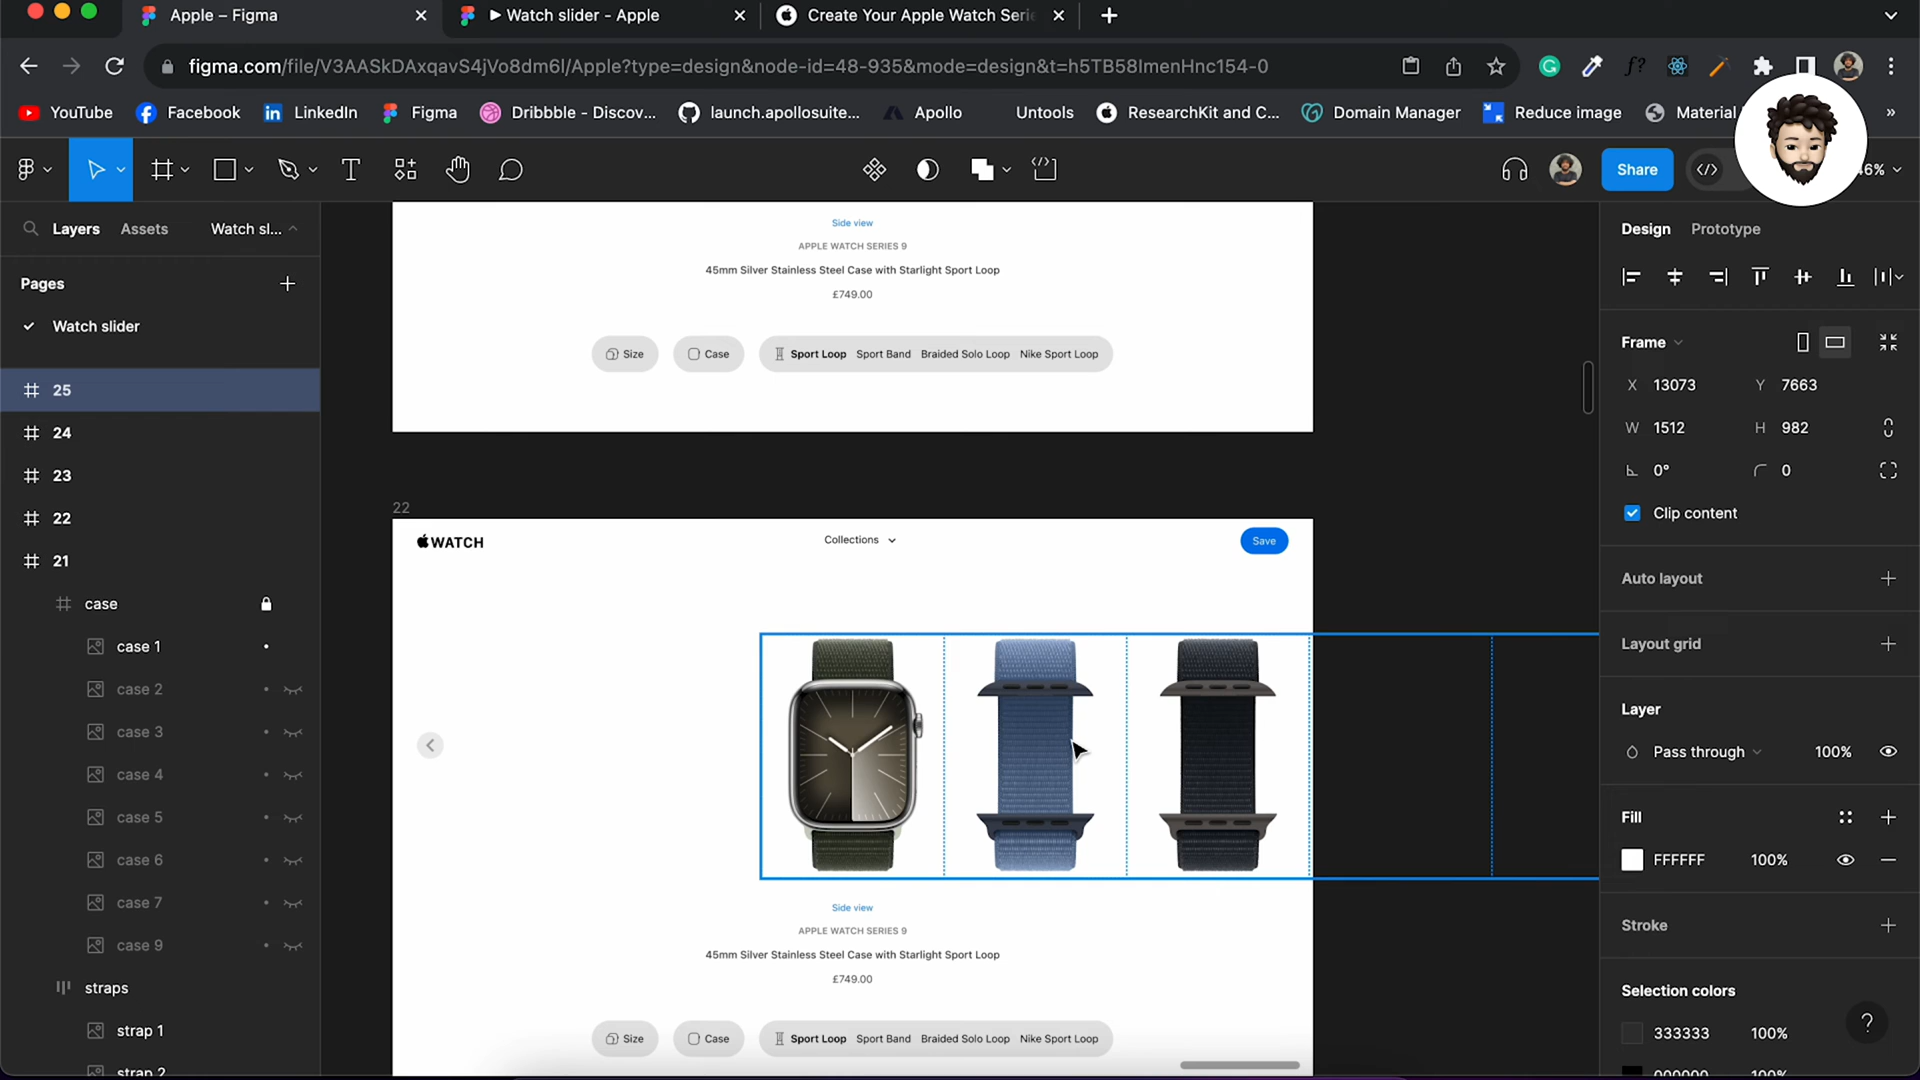 Apple – Figma
Watch slider - Apple
Create Your Apple Watch Serie
figma.com/file/V3AASkDAxqavS4jVo8dm6l/Apple?type=design&node-id=48-935&mode=design&t=h5TB58lmenHnc154-0
YouTube
Facebook
LinkedIn
Figma
Dribbble - Discov...
launch.apollosuite...
Apollo
Untools
ResearchKit and C...
Domain Manager
Reduce image
Material
Share
6%
Layers
Assets
Watch sl...
Pages
Watch slider
25
24
23
22
21
case
case 1
case 2
case 3
case 4
case 5
case 6
case 7
case 9
straps
strap 1
strap 2
Side view
APPLE WATCH SERIES 9
45mm Silver Stainless Steel Case with Starlight Sport Loop
£749.00
Size
Case
Sport Loop
Sport Band
Braided Solo Loop
Nike Sport Loop
22
WATCH
Collections
Save
Side view
APPLE WATCH SERIES 9
45mm Silver Stainless Steel Case with Starlight Sport Loop
£749.00
Size
Case
Sport Loop
Sport Band
Braided Solo Loop
Nike Sport Loop
Design
Prototype
Frame
X 13073
Y 7663
W 1512
H 982
0°
0
Clip content
Auto layout
Layout grid
Layer
Pass through
100%
Fill
FFFFFF
100%
Stroke
Selection colors
333333
100%
000000
100%
?